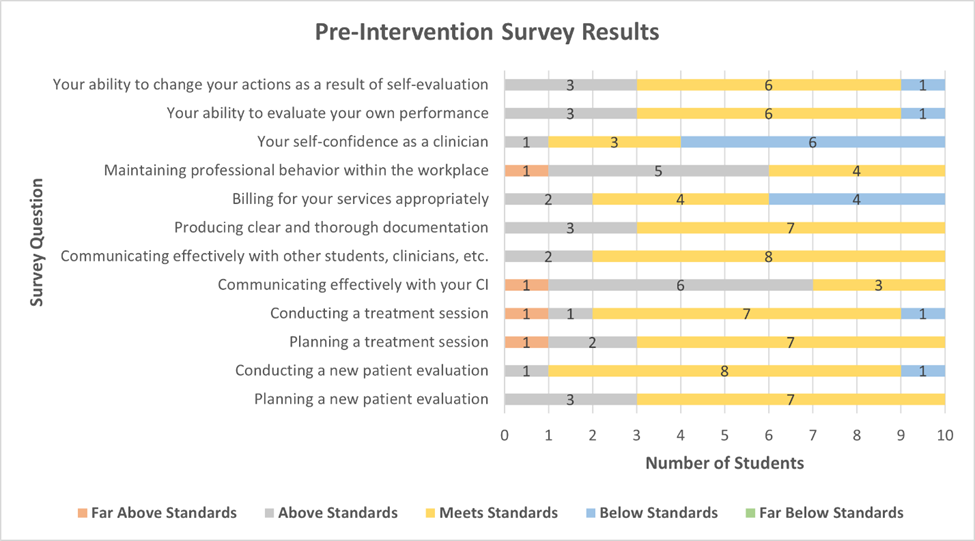 Pre-Intervention Survey Results
Survey Question
Your ability to change your actions as a result of self-evaluation 3 6 1
Your ability to evaluate your own performance 3 6 1
Your self-confidence as a clinician 1 3 6
Maintaining professional behavior within the workplace 1 5 4
Billing for your services appropriately 2 4 4
Producing clear and thorough documentation 3 7
Communicating effectively with other students, clinicians, etc. 2 8
Communicating effectively with your CI 1 6 3
Conducting a treatment session 1 1 7 1
Planning a treatment session 1 2 7
Conducting a new patient evaluation 1 8 1
Planning a new patient evaluation 3 7
0 1 2 3 4 5 6 7 8 9 10
Number of Students
Far Above Standards Above Standards Meets Standards Below Standards Far Below Standards